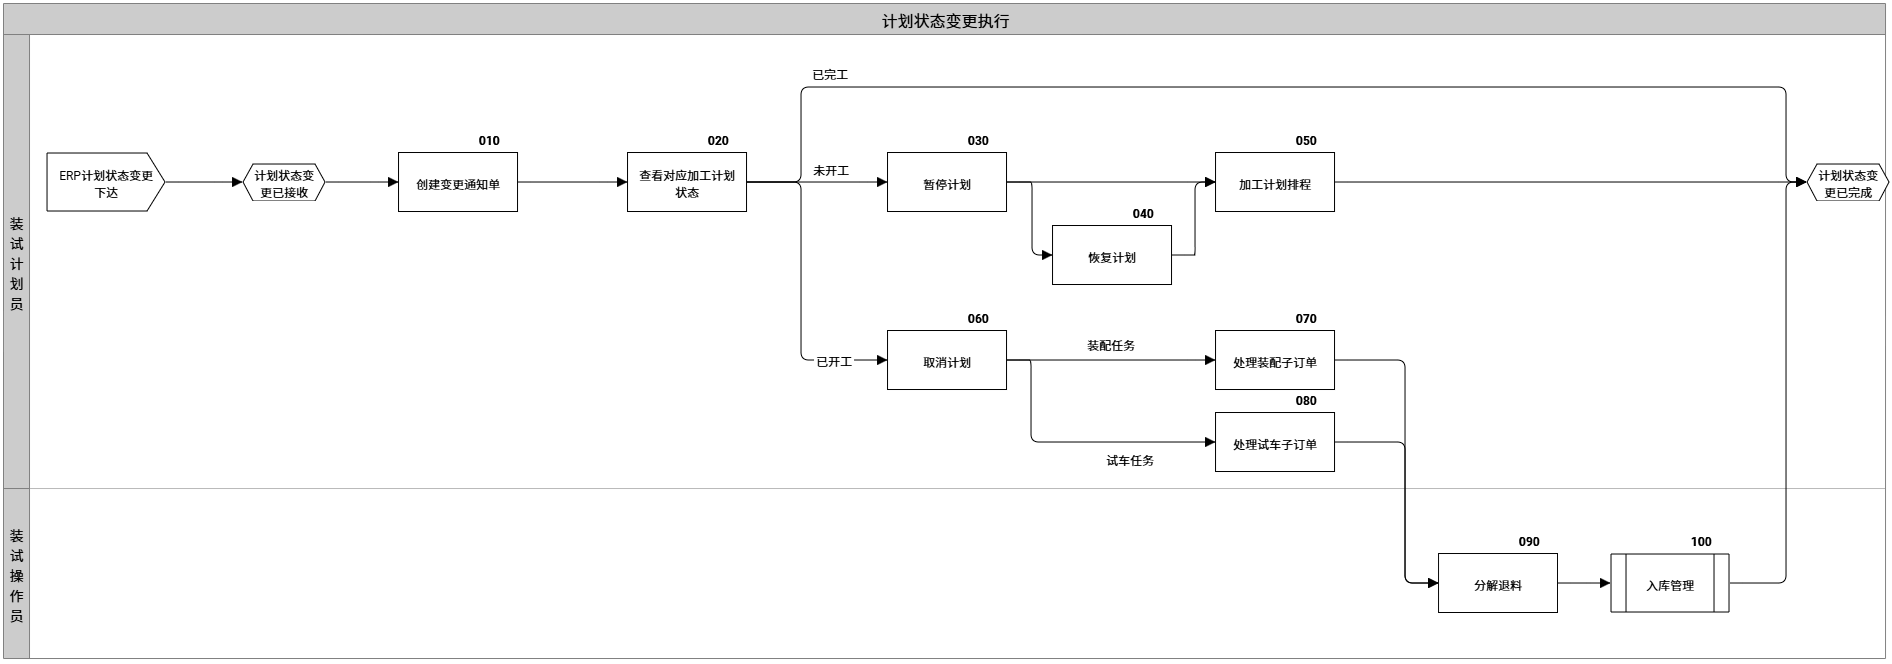 计划状态变更执行
装试计划员
ERP计划状态变更
下达
计划状态变
更已接收
010
创建变更通知单
020
查看对应加工计划
状态
已完工
未开工
已开工
030
暂停计划
040
恢复计划
050
加工计划排程
计划状态变
更已完成
060
取消计划
装配任务
试车任务
070
处理装配子订单
080
处理试车子订单
装试操作员
090
分解退料
100
入库管理